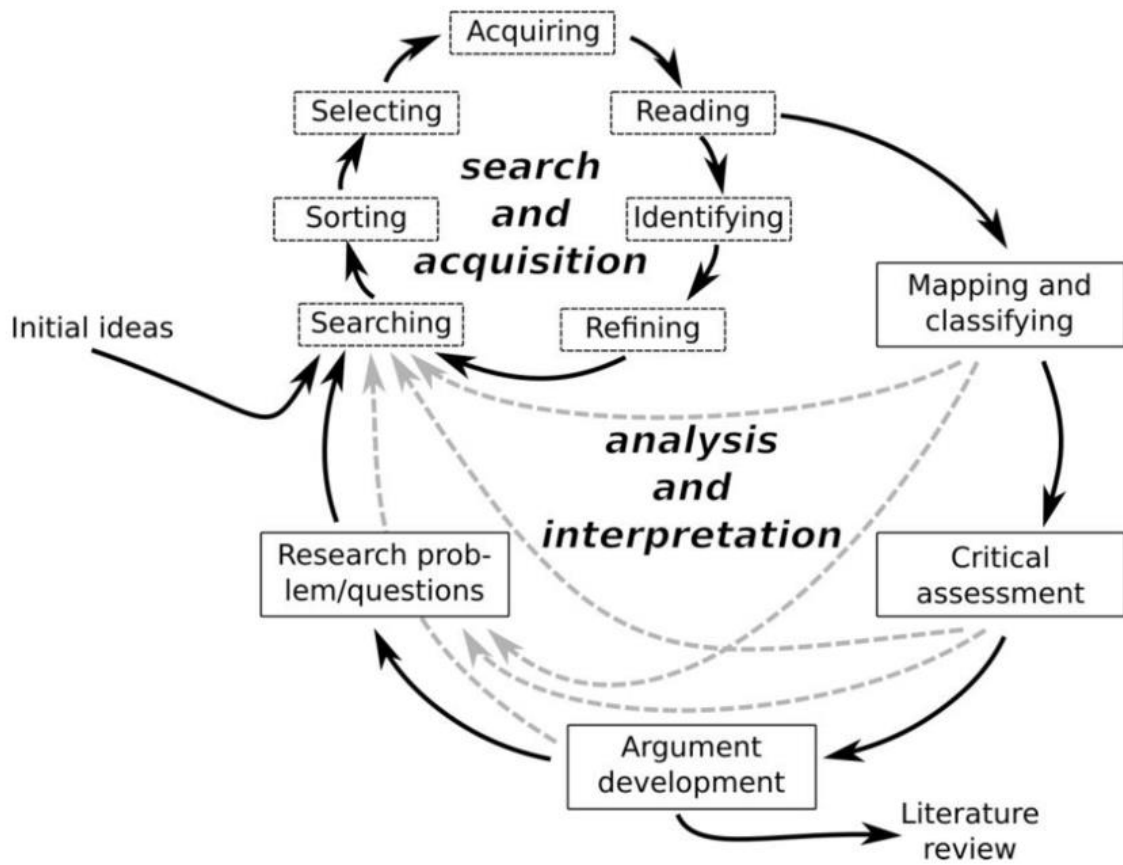 Acquiring
Selecting
Reading
search
and
acquisition
Sorting
Identifying
Initial ideas
Searching
Refining
Mapping and
classifying
analysis
and
interpretation
Research prob-
lem/questions
Critical
assessment
Argument
development
Literature
review